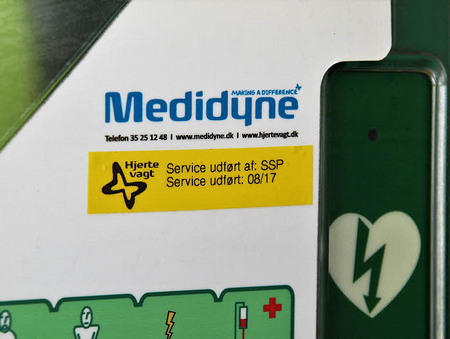 Medidyne
MAKING A DIFFERENCE
Telefon 35 25 12 48 | www.medidyne.dk | www.hjertevagt.dk
Hjerte
vagt
Service udført af: SSP
Service udført: 08/17